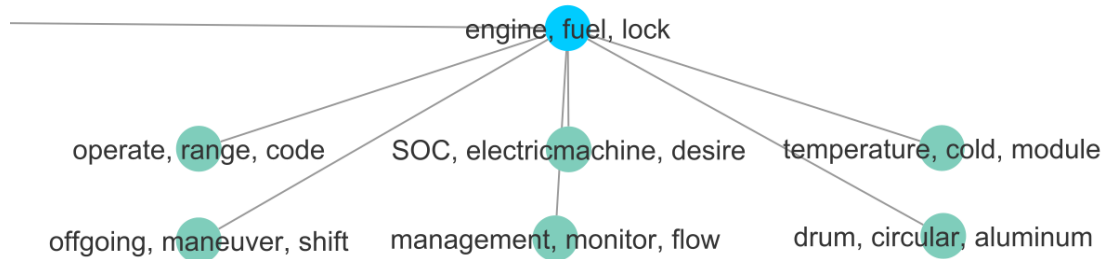 engine, fuel, lock
operate, range, code
SOC, electricmachine, desire
temperature, cold, module
offgoing, maneuver, shift
management, monitor, flow
drum, circular, aluminum